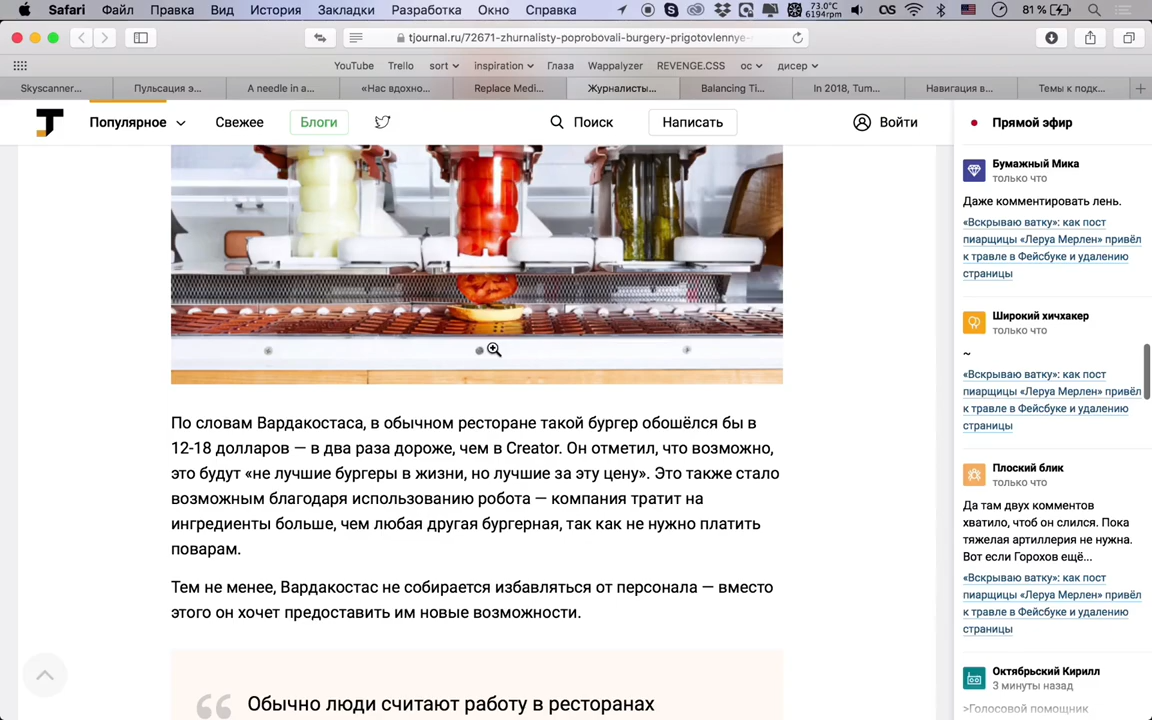 Safari Файл Правка Вид История Закладки Разработка Окно Справка 73.0°C 6194rpm 81 %
tjournal.ru/72671-zhurnalisty-poprobovali-burgery-prigotovlennye-
YouTube Trello sort inspiration Глаза Wappalyzer REVENGE.CSS ос дисер
Skyscanner... Пульсация э... A needle in a... «Нас вдохно... Replace Medi... Журналисты... Balancing Ti... In 2018, Tum... Навигация в... Темы к подк...
Популярное Свежее Блоги Поиск Написать Войти
По словам Вардакостаса, в обычном ресторане такой бургер обошёлся бы в
12-18 долларов — в два раза дороже, чем в Creator. Он отметил, что возможно,
это будут «не лучшие бургеры в жизни, но лучшие за эту цену». Это также стало
возможным благодаря использованию робота — компания тратит на
ингредиенты больше, чем любая другая бургерная, так как не нужно платить
поварам.
Тем не менее, Вардакостас не собирается избавляться от персонала — вместо
этого он хочет предоставить им новые возможности.
Обычно люди считают работу в ресторанах
Прямой эфир
Бумажный Мика
только что
Даже комментировать лень.
«Вскрываю ватку»: как пост
пиарщицы «Леруа Мерлен» привёл
к травле в Фейсбуке и удалению
страницы
Широкий хичхакер
только что
~
«Вскрываю ватку»: как пост
пиарщицы «Леруа Мерлен» привёл
к травле в Фейсбуке и удалению
страницы
Плоский блик
только что
Да там двух комментов
хватило, чтоб он слился. Пока
тяжелая артиллерия не нужна.
Вот если Горохов ещё...
«Вскрываю ватку»: как пост
пиарщицы «Леруа Мерлен» привёл
к травле в Фейсбуке и удалению
страницы
Октябрьский Кирилл
3 минуты назад
>Голосовой помощник